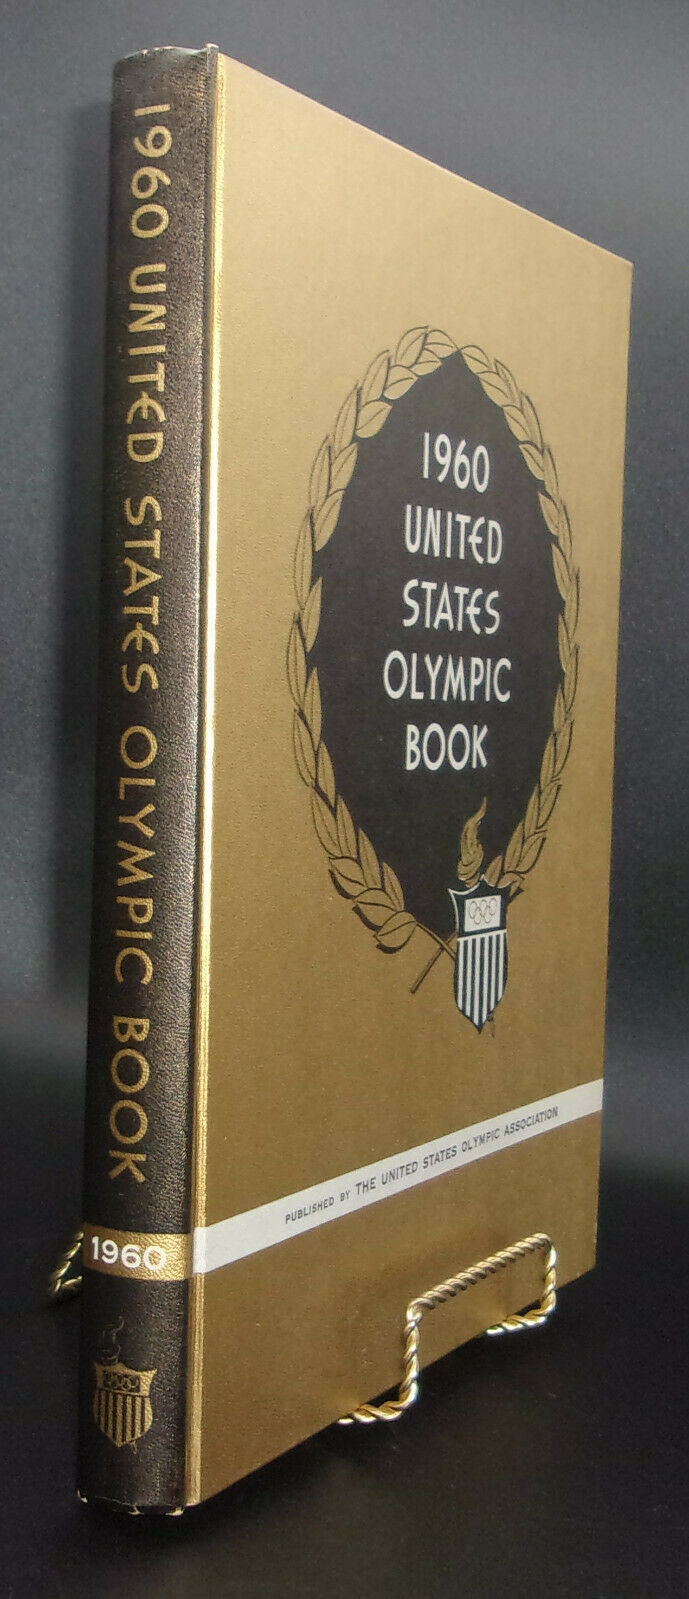 1960 UNITED STATES OLYMPIC BOOK
1960
1960
UNITED
STATES
OLYMPIC
BOOK
PUBLISHED BY THE UNITED STATES OLYMPIC ASSOCIATION